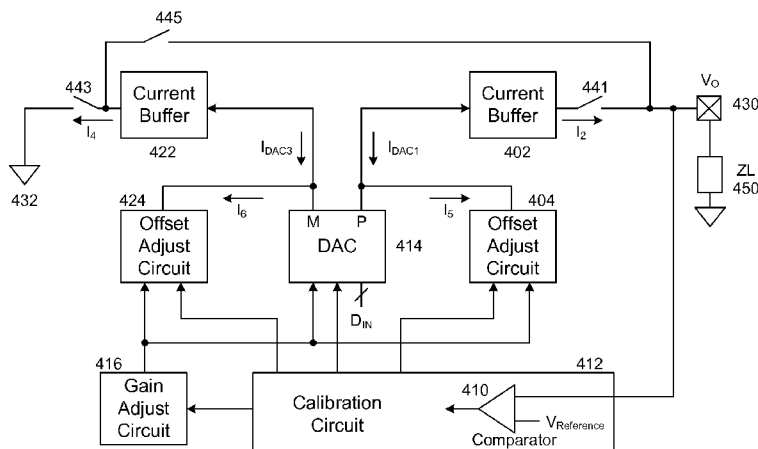 445
443
Current
Buffer
I4
422
432
IDAC3
IDAC1
Current
Buffer
402
441
I2
VO
430
ZL
450
424
Offset
Adjust
Circuit
I6
M P
DAC
414
DIN
I5
404
Offset
Adjust
Circuit
416
Gain
Adjust
Circuit
412
Calibration
Circuit
410
VReference
Comparator